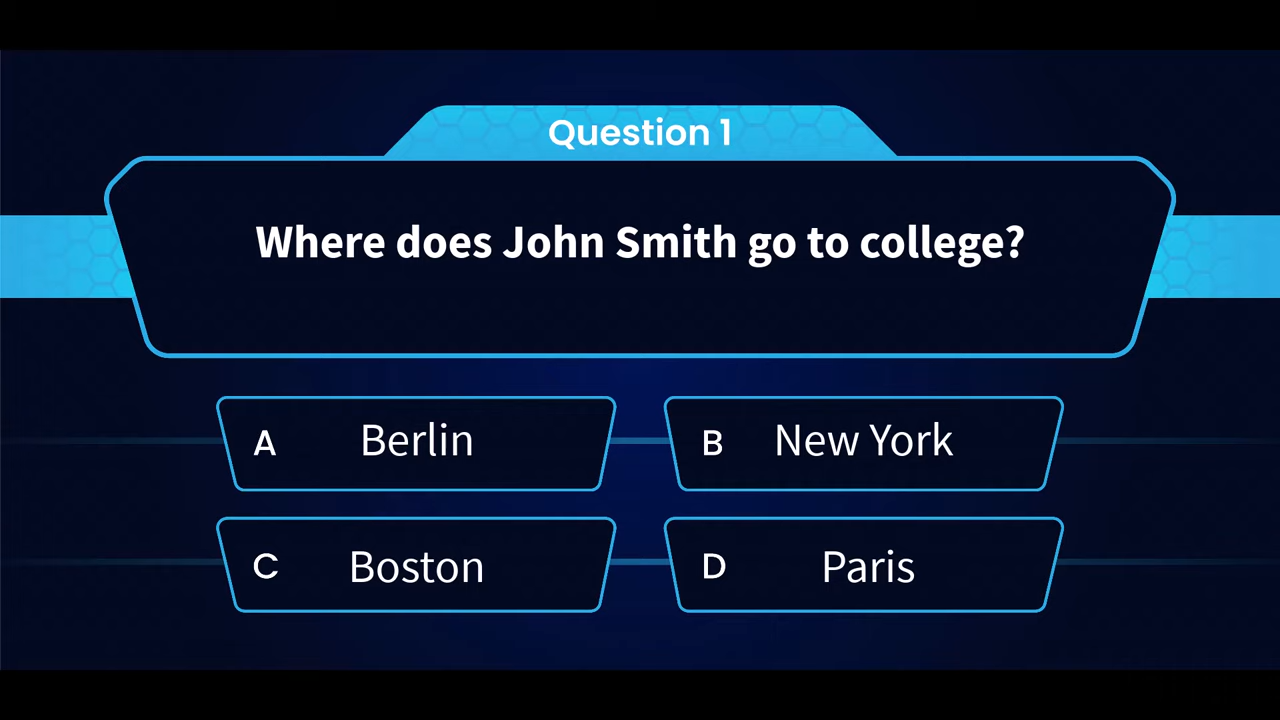 Question 1
Where does John Smith go to college?
A Berlin
B New York
C Boston
D Paris